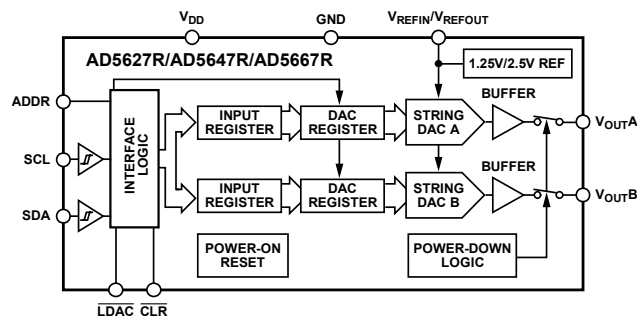 V_DD
GND
V_REFIN/V_REFOUT
AD5627R/AD5647R/AD5667R
1.25V/2.5V REF
ADDR
SCL
SDA
INTERFACE
LOGIC
INPUT
REGISTER
DAC
REGISTER
STRING
DAC A
BUFFER
V_OUTA
INPUT
REGISTER
DAC
REGISTER
STRING
DAC B
BUFFER
V_OUTB
POWER-ON
RESET
POWER-DOWN
LOGIC
LDAC
CLR